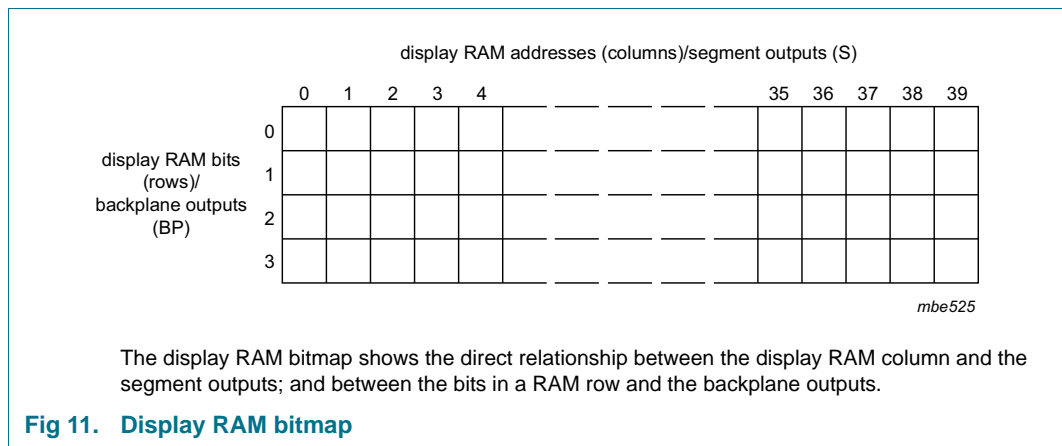 display RAM addresses (columns)/segment outputs (S)
0 1 2 3 4 35 36 37 38 39
0
display RAM bits
(rows)/
backplane outputs
(BP)
1
2
3
mbe525
The display RAM bitmap shows the direct relationship between the display RAM column and the
segment outputs; and between the bits in a RAM row and the backplane outputs.
Fig 11. Display RAM bitmap